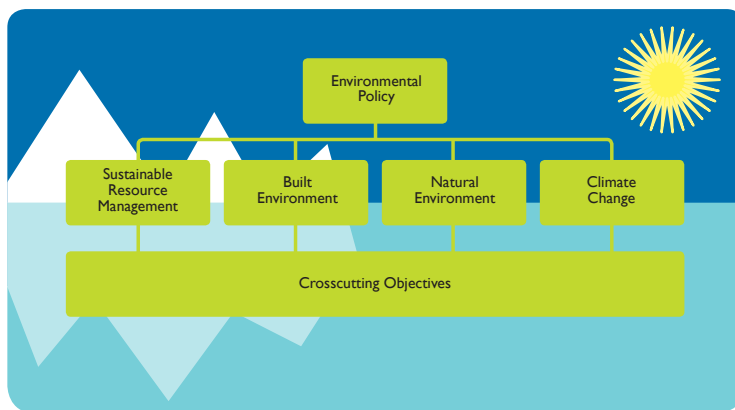 Environmental
Policy
Sustainable
Resource
Management
Built
Environment
Natural
Environment
Climate
Change
Crosscutting Objectives